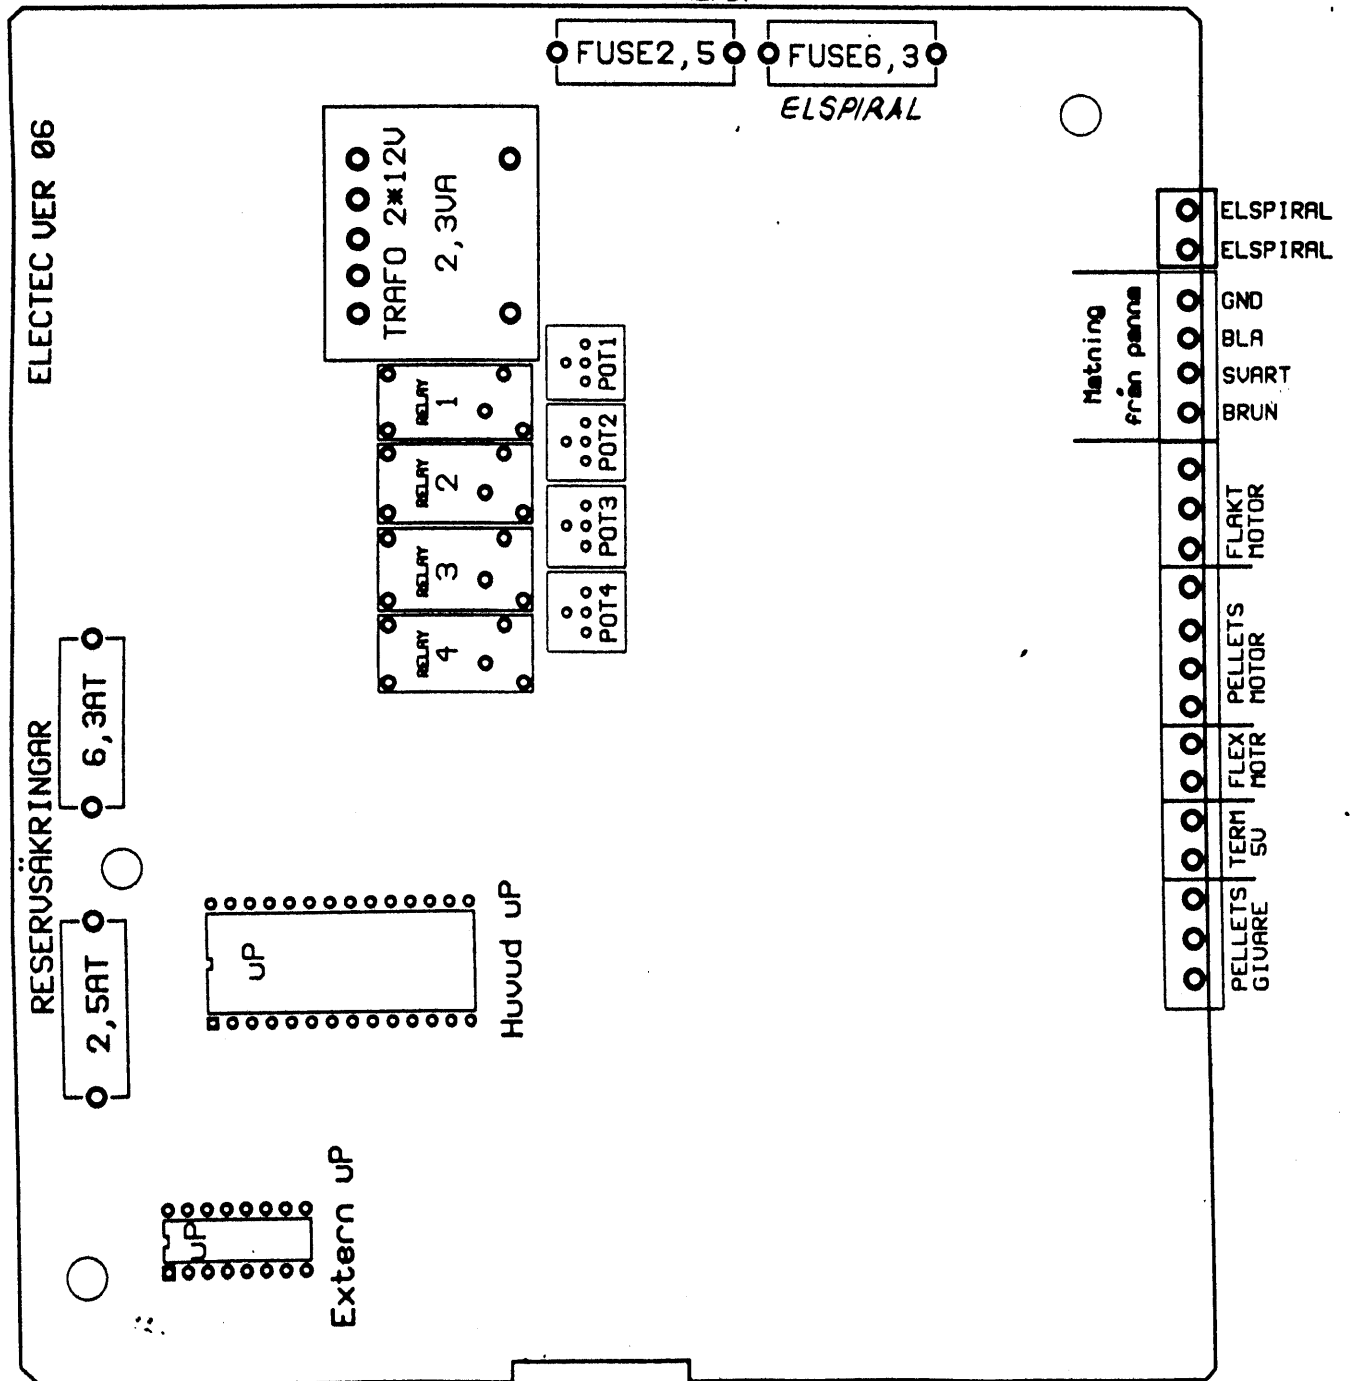 FUSE2,5
FUSE6,3
ELSPIRAL
ELECTEC VER 06
TRAFO 2*12V
2,3VA
RELAY
1
RELAY
2
RELAY
3
RELAY
4
POT1
POT2
POT3
POT4
ELSPIRAL
ELSPIRAL
Matning
från panna
GND
BLA
SVART
BRUN
FLAKT
MOTOR
PELLETS
MOTOR
FLEX
MOTR
TERM
5V
PELLETS
GIVARE
RESERVSÄKRINGAR
6,3AT
2,5AT
uP
Huvud uP
uP
Extern uP